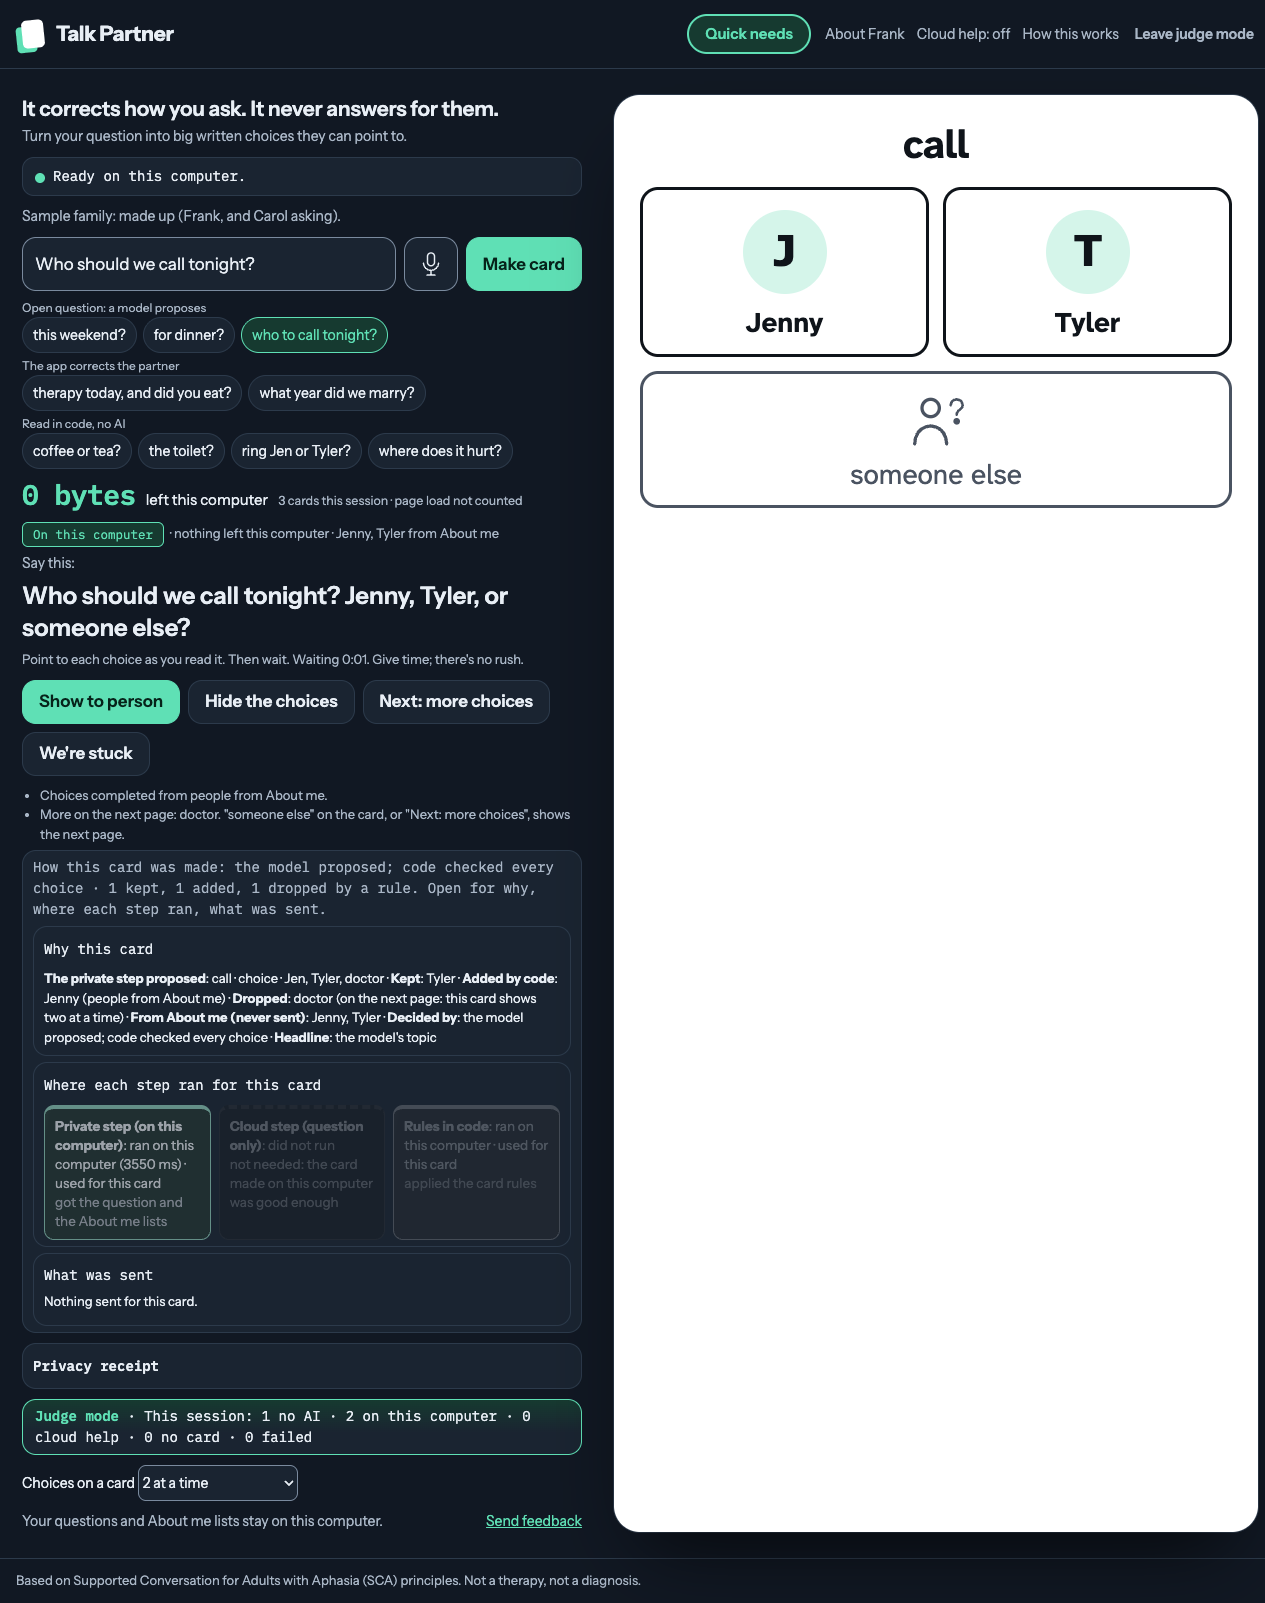 Talk Partner
Quick needs About Frank Cloud help: off How this works Leave judge mode
It corrects how you ask. It never answers for them.
Turn your question into big written choices they can point to.
Ready on this computer.
Sample family: made up (Frank, and Carol asking).
Who should we call tonight? Make card
Open question: a model proposes
this weekend? for dinner? who to call tonight?
The app corrects the partner
therapy today, and did you eat? what year did we marry?
Read in code, no AI
coffee or tea? the toilet? ring Jen or Tyler? where does it hurt?
0 bytes left this computer 3 cards this session · page load not counted
On this computer · nothing left this computer · Jenny, Tyler from About me
Say this:
Who should we call tonight? Jenny, Tyler, or
someone else?
Point to each choice as you read it. Then wait. Waiting 0:01. Give time; there's no rush.
Show to person Hide the choices Next: more choices
We're stuck
• Choices completed from people from About me.
• More on the next page: doctor. "someone else" on the card, or "Next: more choices", shows
the next page.
How this card was made: the model proposed; code checked every
choice · 1 kept, 1 added, 1 dropped by a rule. Open for why,
where each step ran, what was sent.
Why this card
The private step proposed: call · choice · Jen, Tyler, doctor · Kept: Tyler · Added by code:
Jenny (people from About me) · Dropped: doctor (on the next page: this card shows
two at a time) · From About me (never sent): Jenny, Tyler · Decided by: the model
proposed; code checked every choice · Headline: the model's topic
Where each step ran for this card
Private step (on this
computer): ran on this
computer (3550 ms) ·
used for this card
got the question and
the About me lists
Cloud step (question
only): did not run
not needed: the card
made on this computer
was good enough
Rules in code: ran on
this computer · used for
this card
applied the card rules
What was sent
Nothing sent for this card.
Privacy receipt
Judge mode · This session: 1 no AI · 2 on this computer · 0
cloud help · 0 no card · 0 failed
Choices on a card 2 at a time
Your questions and About me lists stay on this computer. Send feedback
call
J
Jenny
T
Tyler
?
someone else
Based on Supported Conversation for Adults with Aphasia (SCA) principles. Not a therapy, not a diagnosis.